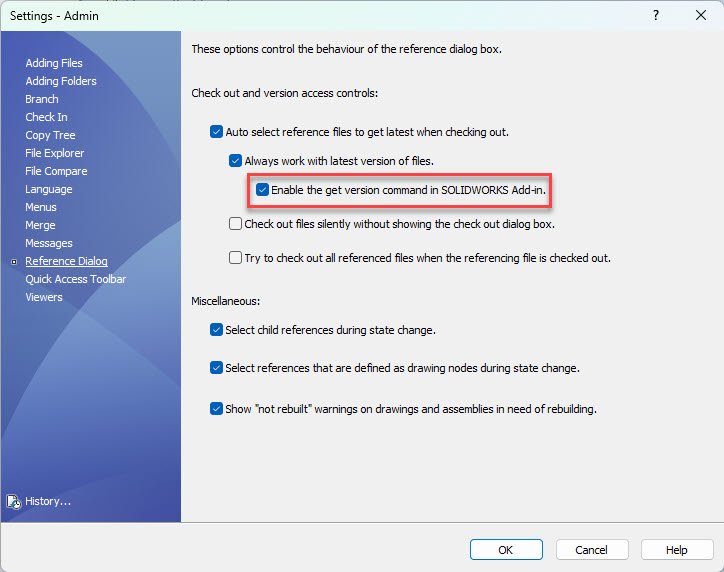 Settings - Admin
?
These options control the behaviour of the reference dialog box.
Adding Files
Adding Folders
Branch
Check In
Copy Tree
File Explorer
File Compare
Language
Menus
Merge
Messages
Reference Dialog
Quick Access Toolbar
Viewers
History...
Check out and version access controls:
Auto select reference files to get latest when checking out.
Always work with latest version of files.
Enable the get version command in SOLIDWORKS Add-in.
Check out files silently without showing the check out dialog box.
Try to check out all referenced files when the referencing file is checked out.
Miscellaneous:
Select child references during state change.
Select references that are defined as drawing nodes during state change.
Show "not rebuilt" warnings on drawings and assemblies in need of rebuilding.
OK
Cancel
Help